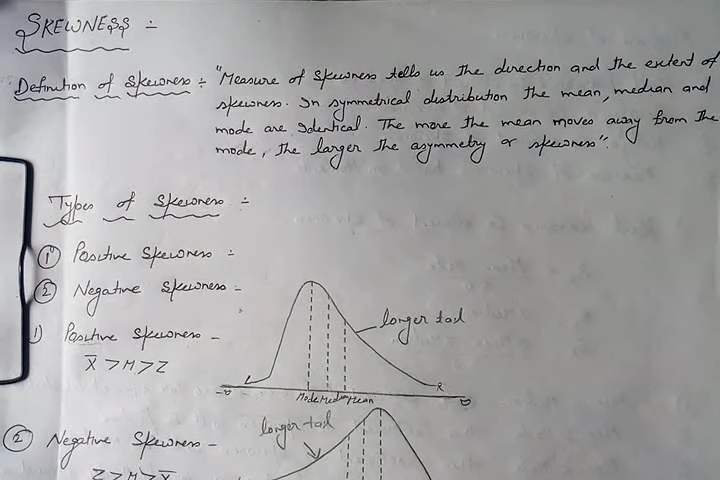 SKEWNESS :-
Definition of Skewness :- "Measure of Skewness tells us the direction and the extent of
skewness. In symmetrical distribution the mean, median and
mode are identical. The more the mean moves away from the
mode, the larger the asymmetry or skewness".
Types of Skewness :-
① Positive Skewness :-
② Negative Skewness :-
1) Positive Skewness -
X̅ > M > Z
longer tail
L
R
Mode Median Mean
② Negative Skewness -
longer tail
Z > M > X̅